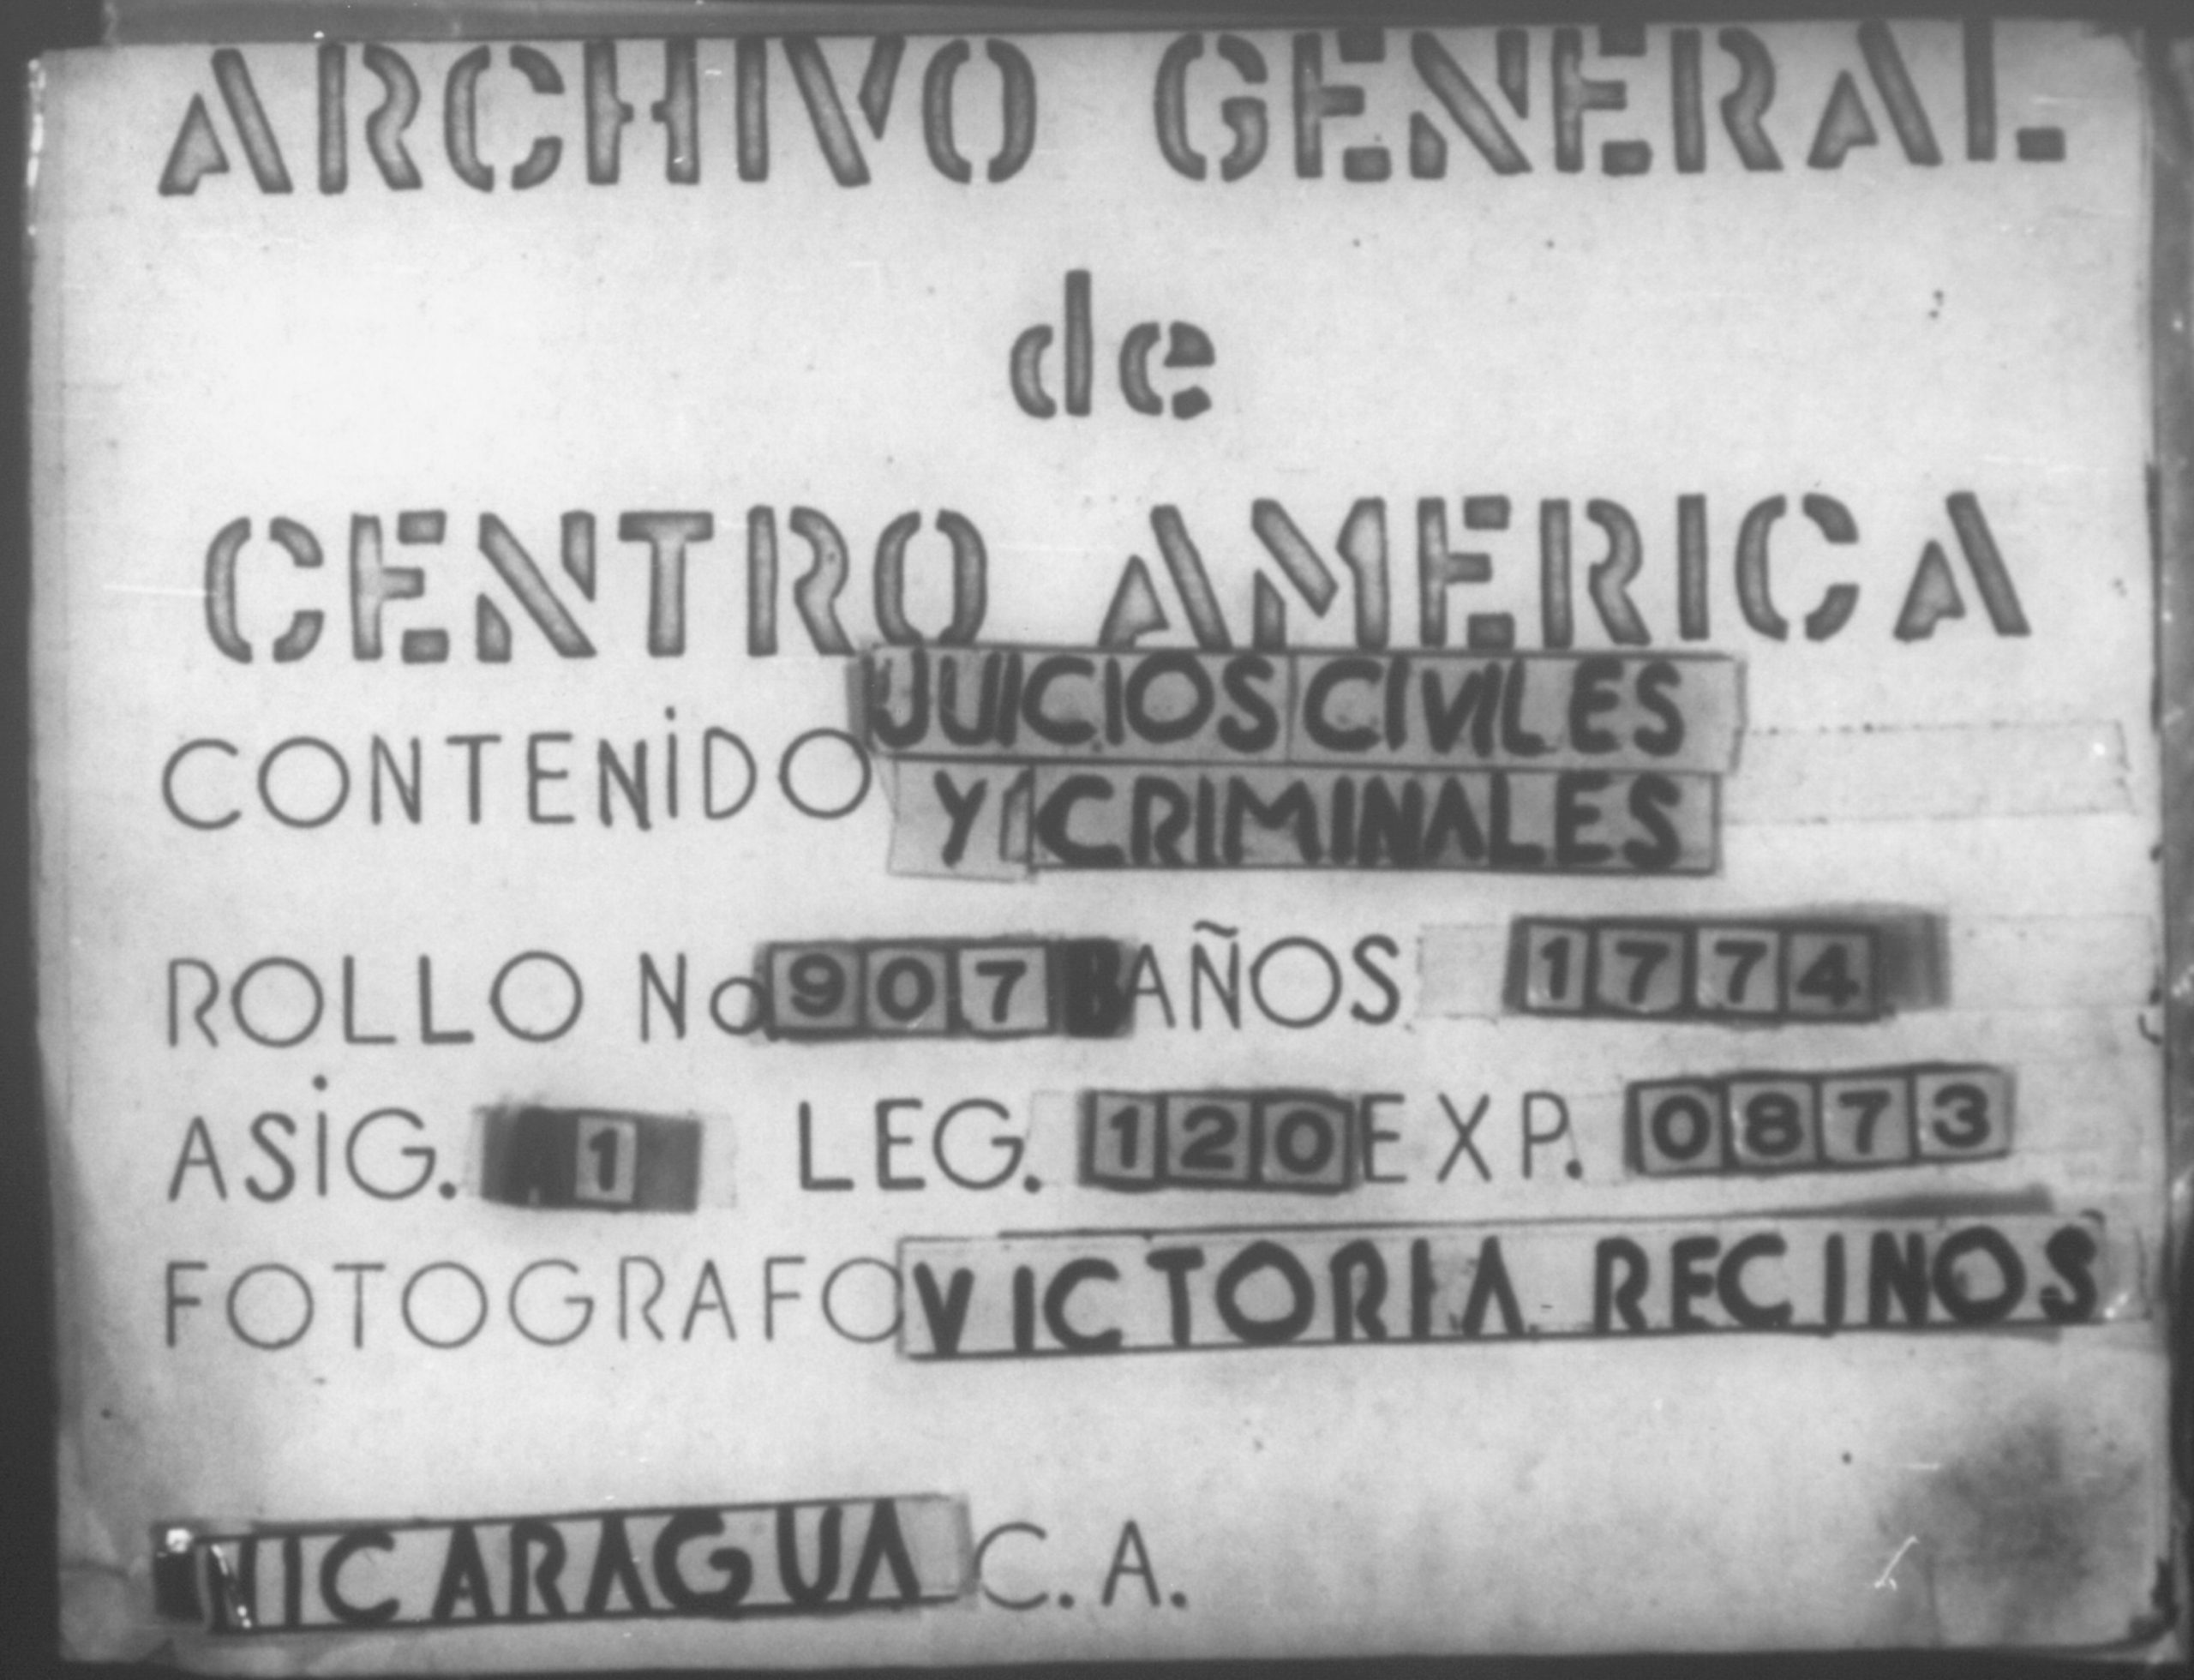 ARCHIVO GENERAL
de
CENTRO AMERICA
CONTENIDO JUICIOS CIVILES
Y CRIMINALES
ROLLO No 907 B AÑOS 1774
ASIG. 1 LEG. 120 EXP. 0873
FOTOGRAFO VICTORIA RECINOS
NICARAGUA C. A.